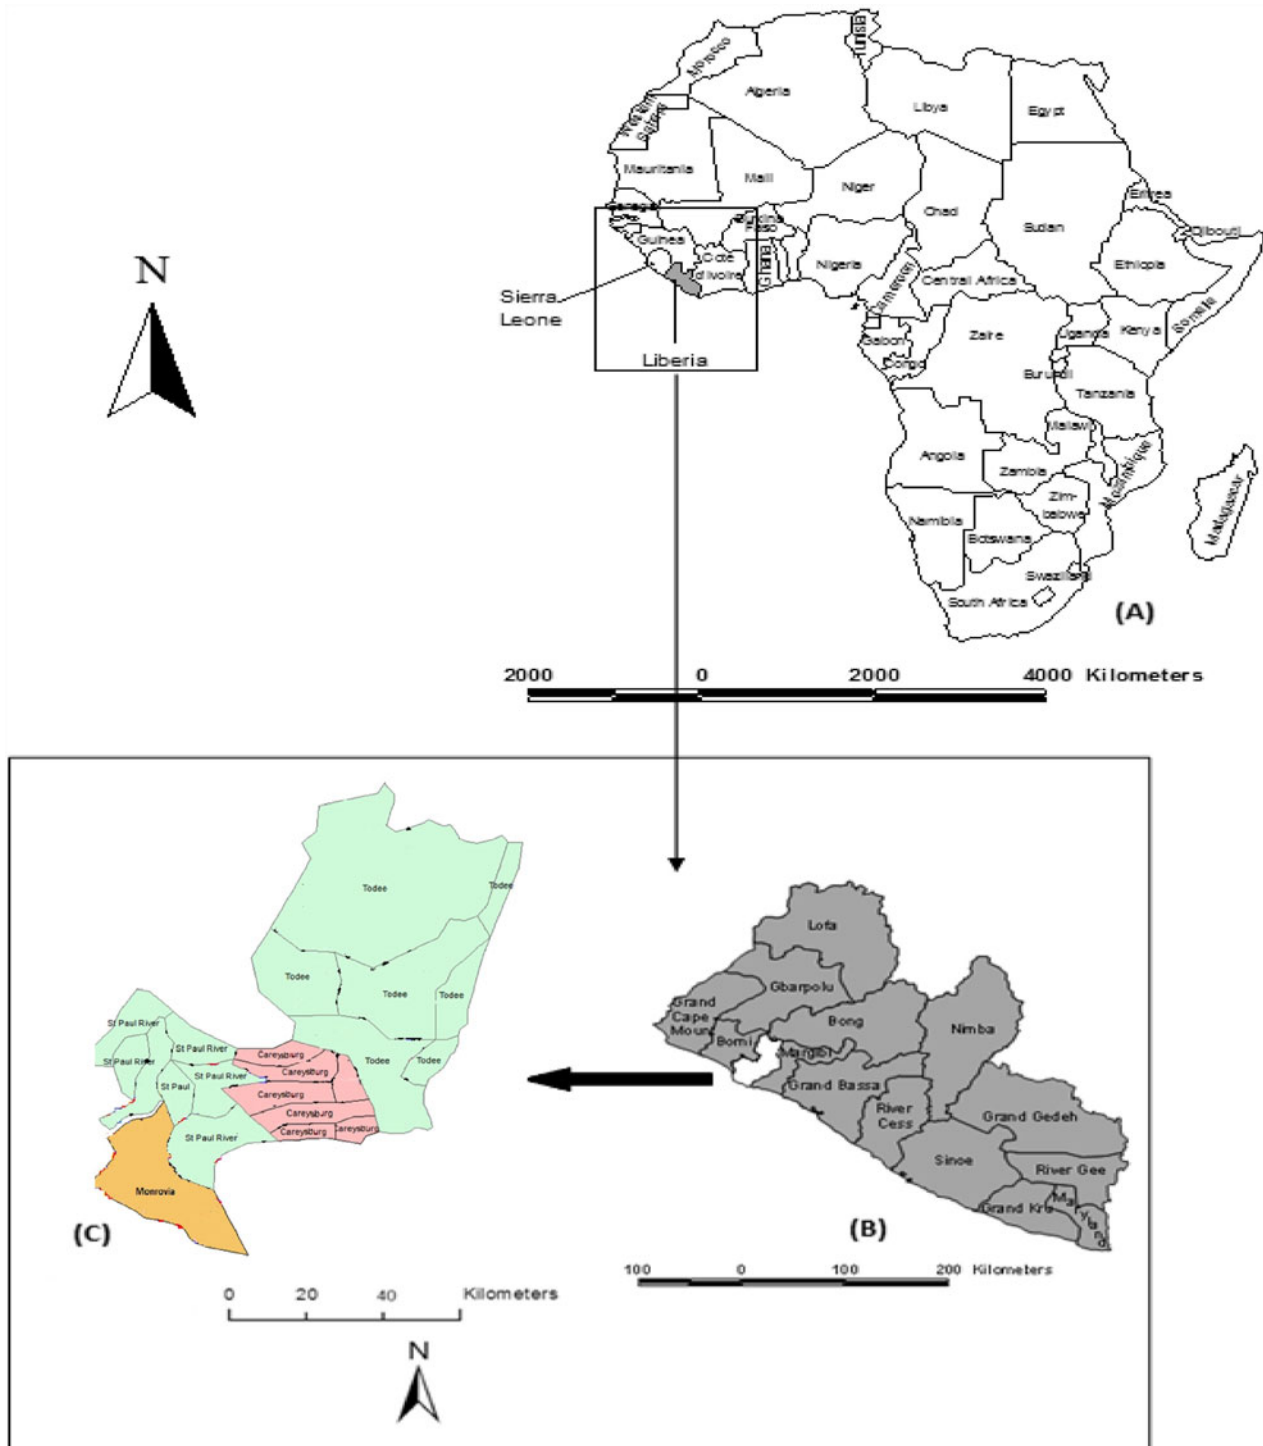 Tunisia
Morocco
Algeria
Libya
Egypt
Western
Sahara
Mauritania
Mali
Niger
Chad
Sudan
Eritrea
Djibouti
Senegal
Burkina
Faso
Guinea
Cote
d'Ivoire
Ghana
Nigeria
Cameroon
Central Africa
Ethiopia
Somalia
N
Sierra
Leone
Liberia
Gabon
Congo
Zaire
Uganda
Kenya
Burundi
Tanzania
Malawi
Angola
Zambia
Mozambique
Zim-
babwe
Namibia
Botswana
Madagascar
Swaziland
South Africa
(A)
2000 0 2000 4000 Kilometers
Todee
Todee
Todee
Todee
Todee
Todee
Todee
St Paul River
St Paul River
St Paul River
St Paul River
St Paul
St Paul River
Careysburg
Careysburg
Careysburg
Careysburg
Careysburg
Careysburg
Monrovia
(C)
0 20 40 Kilometers
N
Lofa
Gbarpolu
Grand
Cape
Moun
Bomi
Bong
Nimba
Margibi
Grand Bassa
River
Cess
Grand Gedeh
Sinoe
River Gee
Grand Kru
Maryland
(B)
100 0 100 200 Kilometers